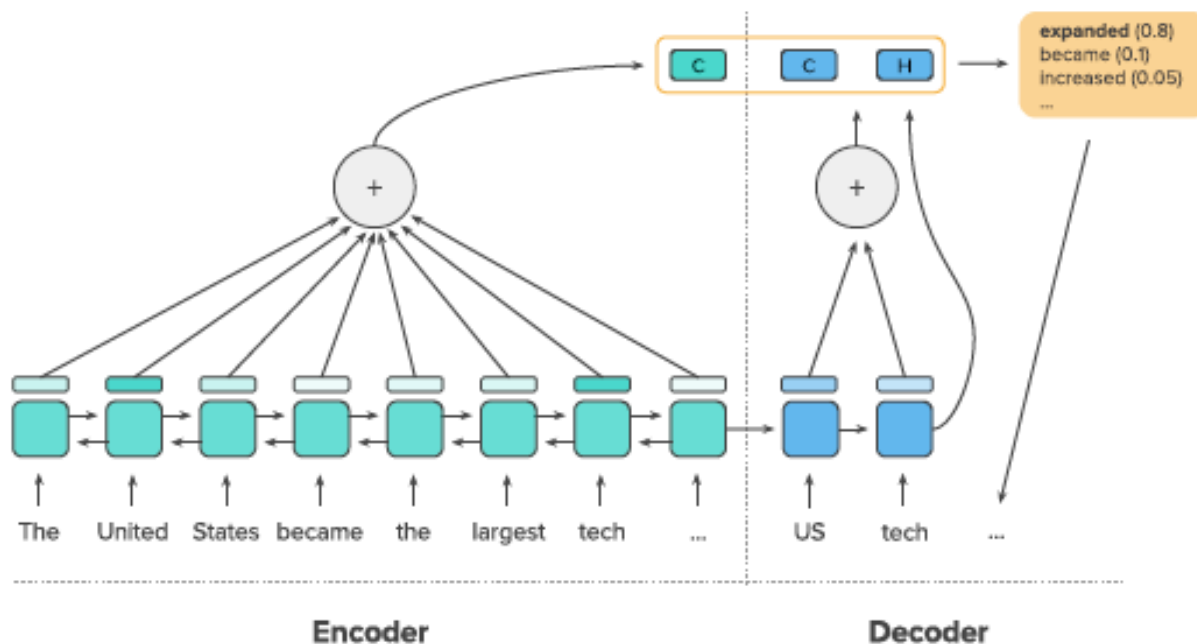 expanded (0.8)
became (0.1)
increased (0.05)
...
C C H
+ +
The United States became the largest tech ... US tech ...
Encoder Decoder